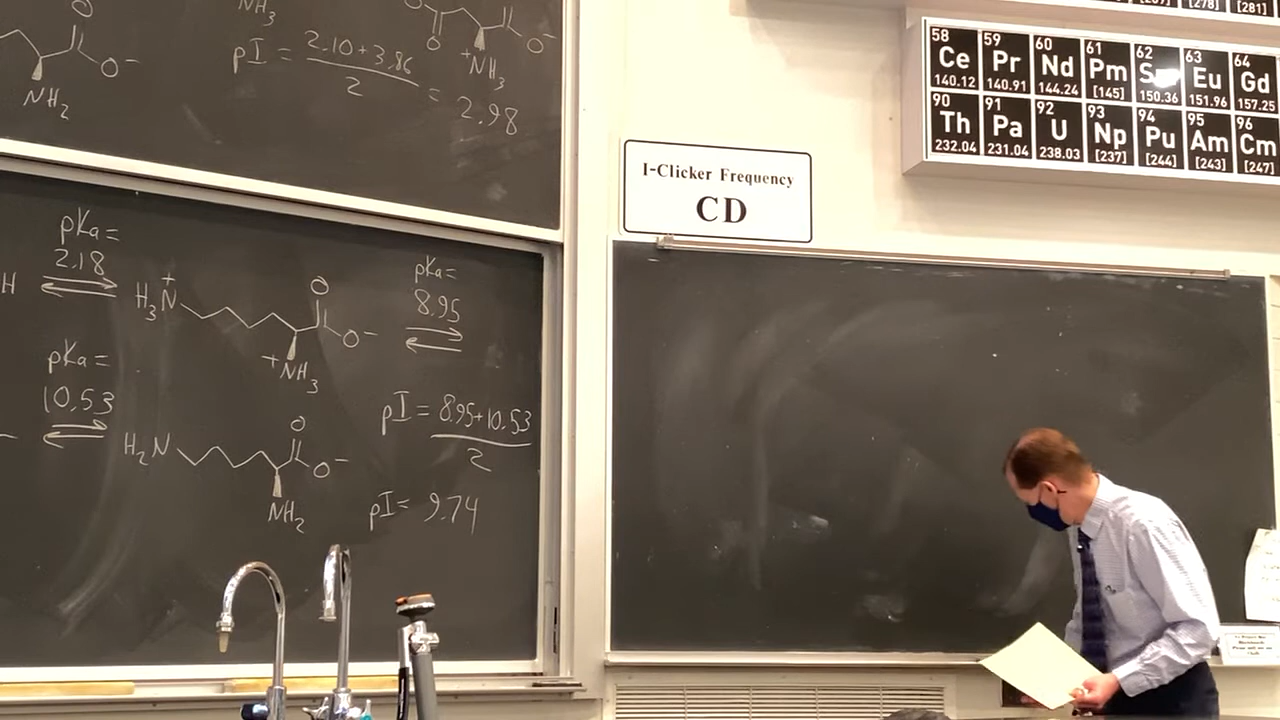 NH3
O
O
O
O⁻
NH2
pI = 2.10+3.86
2
= 2.98
O
O⁻
+NH3
pKa=
2.18
H
+
H3N
O
O⁻
+NH3
pKa=
8.95
pKa=
10.53
H2N
O
O⁻
NH2
pI = 8.95+10.53
2
pI= 9.74
I-Clicker Frequency
CD
[278] [281]
58 59 60 61 62 63 64
Ce Pr Nd Pm Eu Gd
140.12 140.91 144.24 [145] 150.36 151.96 157.25
90 91 92 93 94 95 96
Th Pa U Np Pu Am Cm
232.04 231.04 238.03 [237] [244] [243] [247]